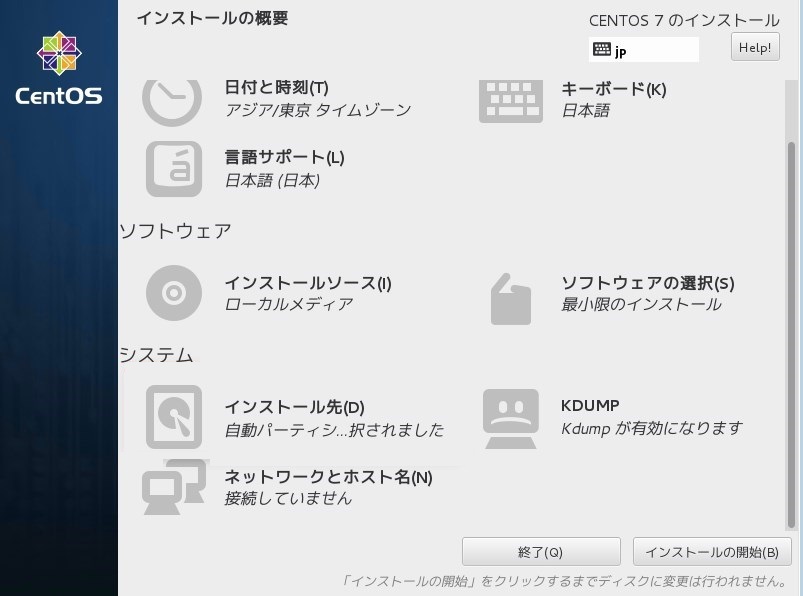 インストールの概要
CENTOS 7 のインストール
jp
Help!
CentOS
日付と時刻(T)
アジア/東京 タイムゾーン
キーボード(K)
日本語
言語サポート(L)
日本語 (日本)
ソフトウェア
インストールソース(I)
ローカルメディア
ソフトウェアの選択(S)
最小限のインストール
システム
インストール先(D)
自動パーティシ...択されました
KDUMP
Kdump が有効になります
ネットワークとホスト名(N)
接続していません
終了(Q)
インストールの開始(B)
「インストールの開始」をクリックするまでディスクに変更は行われません。